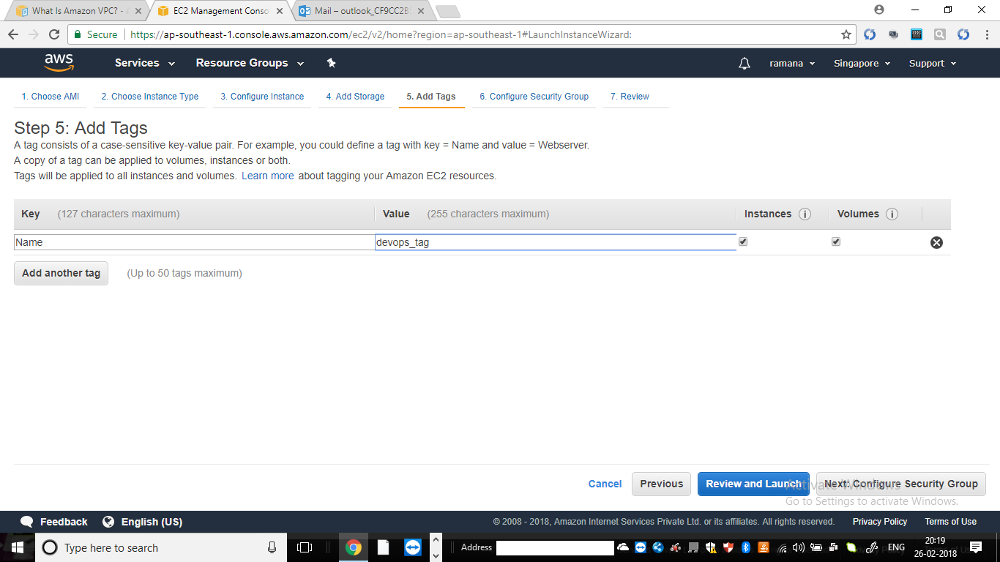 What Is Amazon VPC? - A
EC2 Management Conso
Mail – outlook_CF9CC2B
Secure
https://ap-southeast-1.console.aws.amazon.com/ec2/v2/home?region=ap-southeast-1#LaunchInstanceWizard:
aws
Services
Resource Groups
ramana
Singapore
Support
1. Choose AMI
2. Choose Instance Type
3. Configure Instance
4. Add Storage
5. Add Tags
6. Configure Security Group
7. Review
Step 5: Add Tags
A tag consists of a case-sensitive key-value pair. For example, you could define a tag with key = Name and value = Webserver.
A copy of a tag can be applied to volumes, instances or both.
Tags will be applied to all instances and volumes. Learn more about tagging your Amazon EC2 resources.
Key (127 characters maximum)
Value (255 characters maximum)
Instances
Volumes
Name
devops_tag
Add another tag
(Up to 50 tags maximum)
Cancel
Previous
Review and Launch
Next: Configure Security Group
Activate Windows
Go to Settings to activate Windows.
Feedback
English (US)
© 2008 - 2018, Amazon Internet Services Private Ltd. or its affiliates. All rights reserved.
Privacy Policy
Terms of Use
Type here to search
Address
ENG
20:19
26-02-2018